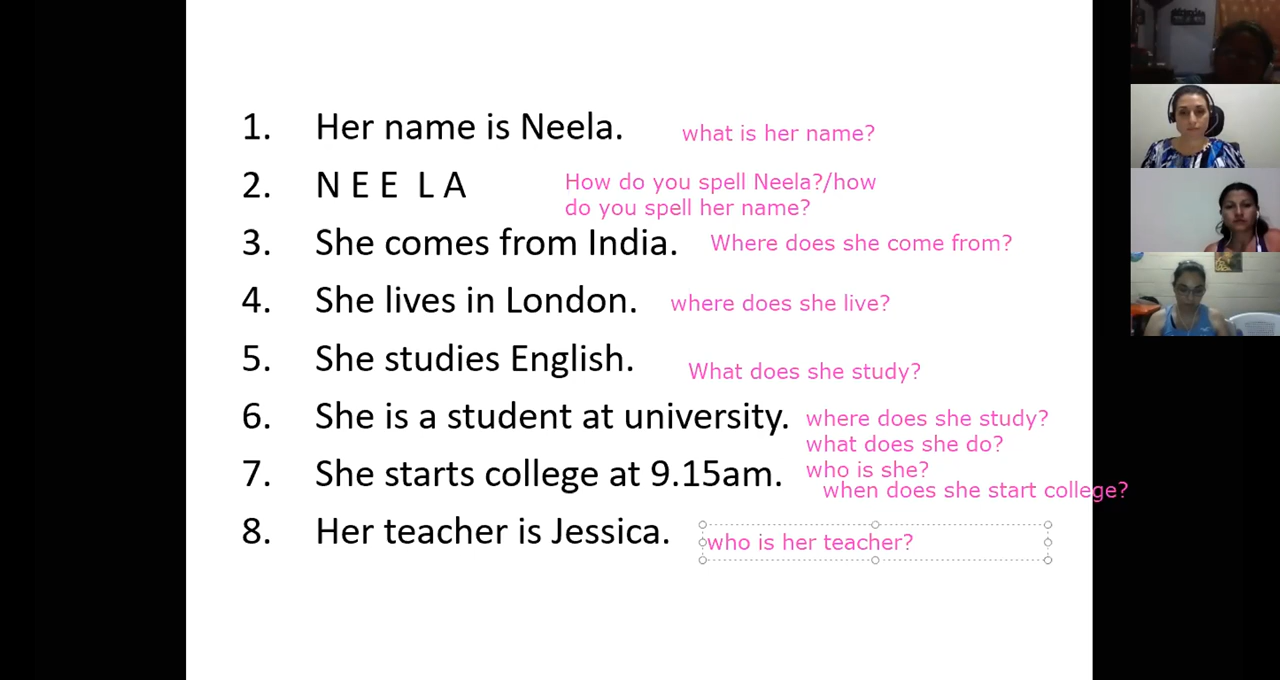 1. Her name is Neela. what is her name?
2. N E E L A How do you spell Neela?/how
do you spell her name?
3. She comes from India. Where does she come from?
4. She lives in London. where does she live?
5. She studies English. What does she study?
6. She is a student at university. where does she study?
what does she do?
who is she?
7. She starts college at 9.15am. when does she start college?
8. Her teacher is Jessica. who is her teacher?